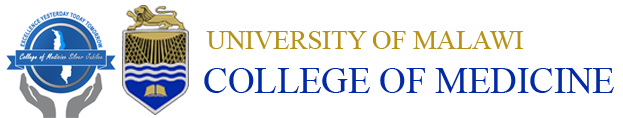 EXCELLENCE YESTERDAY TODAY TOMORROW
College of Medicine Silver Jubilee
UNIVERSITY OF MALAWI
COLLEGE OF MEDICINE